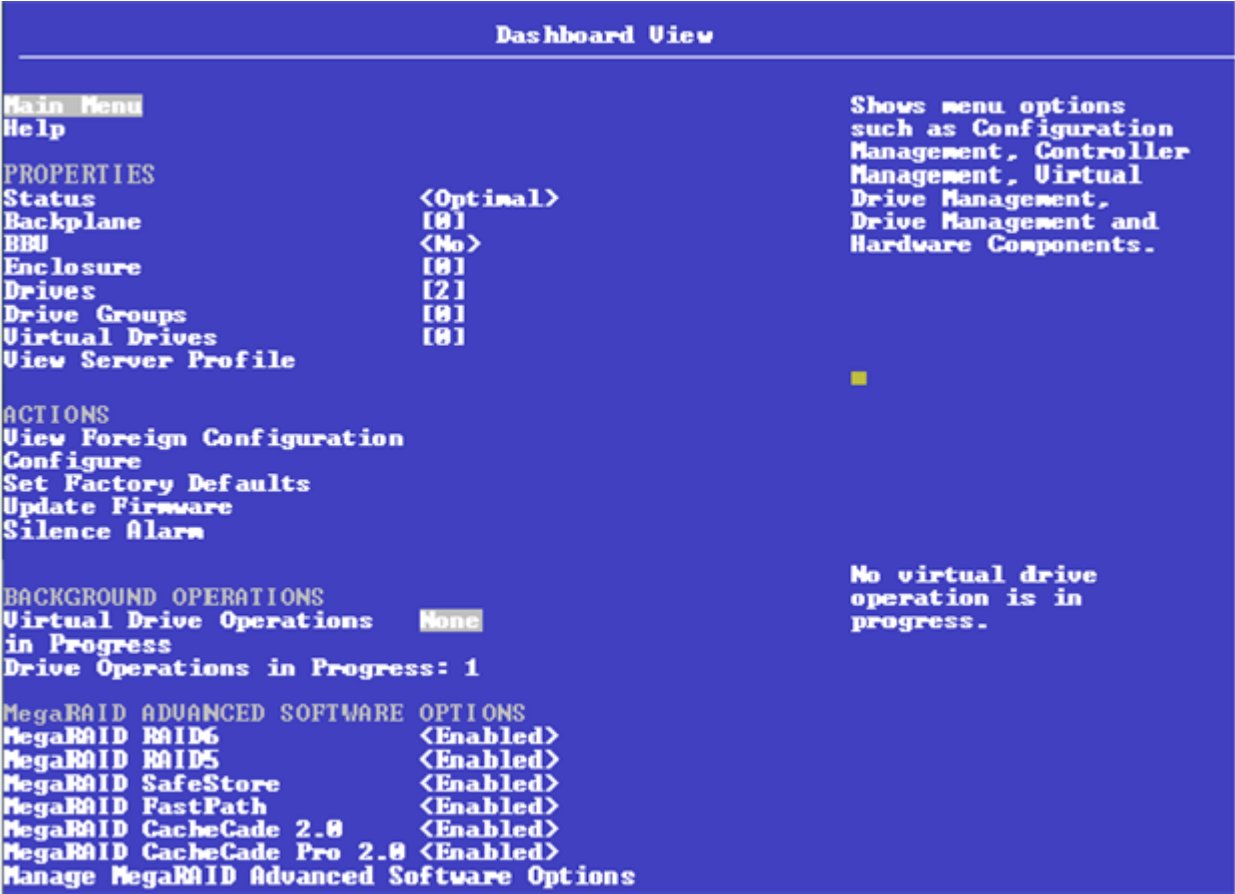 Dashboard View
Main Menu
Help
PROPERTIES
Status <Optimal>
Backplane [0]
BBU <No>
Enclosure [0]
Drives [2]
Drive Groups [0]
Virtual Drives [0]
View Server Profile
ACTIONS
View Foreign Configuration
Configure
Set Factory Defaults
Update Firmware
Silence Alarm
BACKGROUND OPERATIONS
Virtual Drive Operations None
in Progress
Drive Operations in Progress: 1
MegaRAID ADVANCED SOFTWARE OPTIONS
MegaRAID RAID6 <Enabled>
MegaRAID RAID5 <Enabled>
MegaRAID SafeStore <Enabled>
MegaRAID FastPath <Enabled>
MegaRAID CacheCade 2.0 <Enabled>
MegaRAID CacheCade Pro 2.0 <Enabled>
Manage MegaRAID Advanced Software Options
Shows menu options
such as Configuration
Management, Controller
Management, Virtual
Drive Management,
Drive Management and
Hardware Components.
No virtual drive
operation is in
progress.